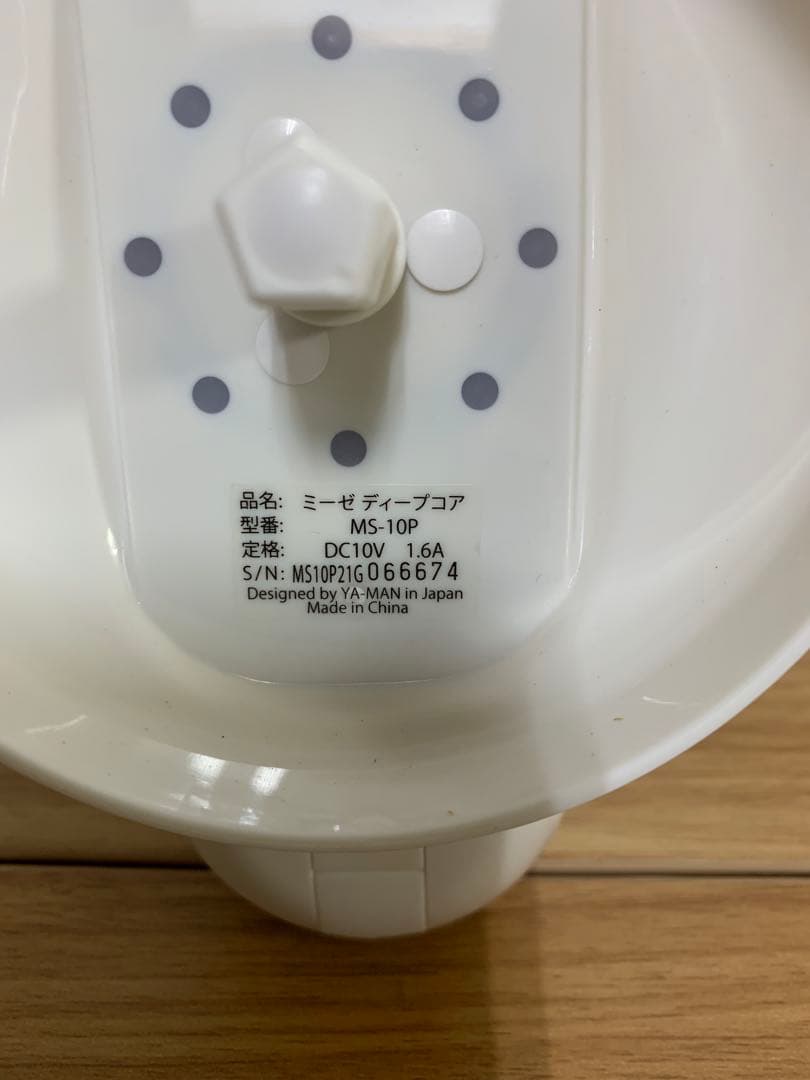 品名: ミーゼ ディープコア
型番: MS-10P
定格: DC10V 1.6A
S/N: MS10P21G066674
Designed by YA-MAN in Japan
Made in China